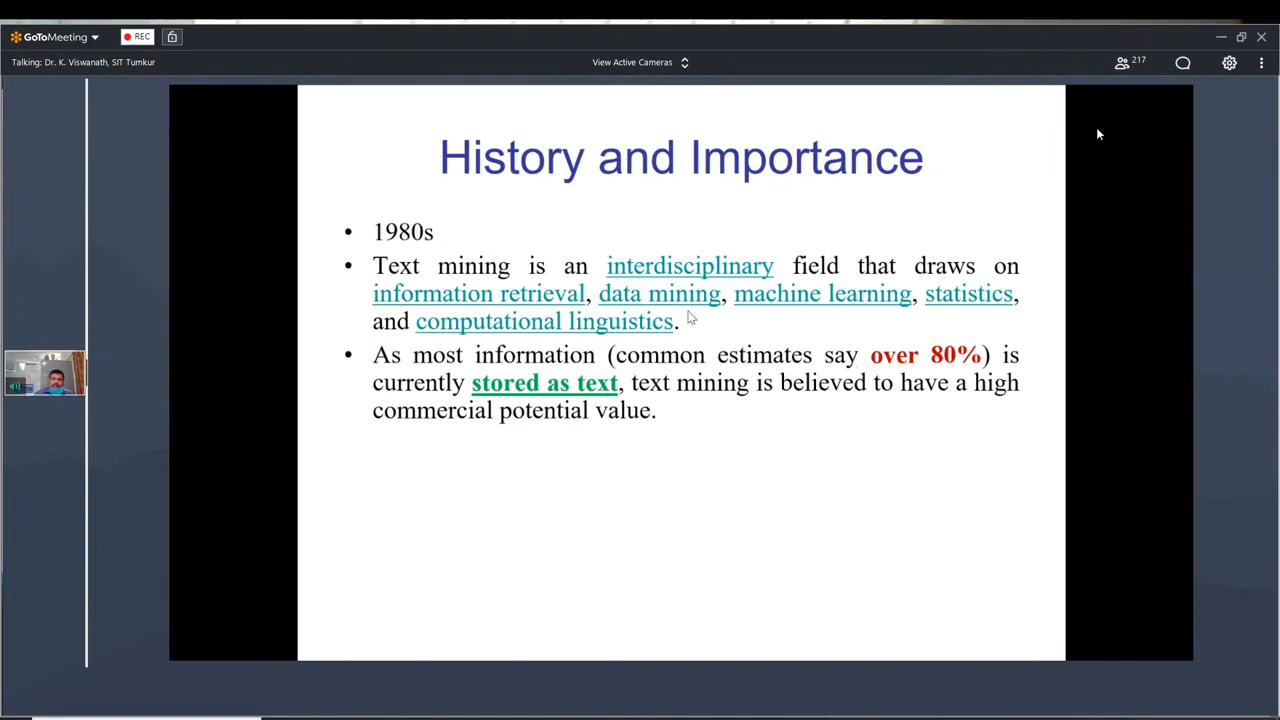 GoToMeeting
REC
Talking: Dr. K. Viswanath, SIT Tumkur
View Active Cameras
217
History and Importance
• 1980s
• Text mining is an interdisciplinary field that draws on
information retrieval, data mining, machine learning, statistics,
and computational linguistics.
• As most information (common estimates say over 80%) is
currently stored as text, text mining is believed to have a high
commercial potential value.